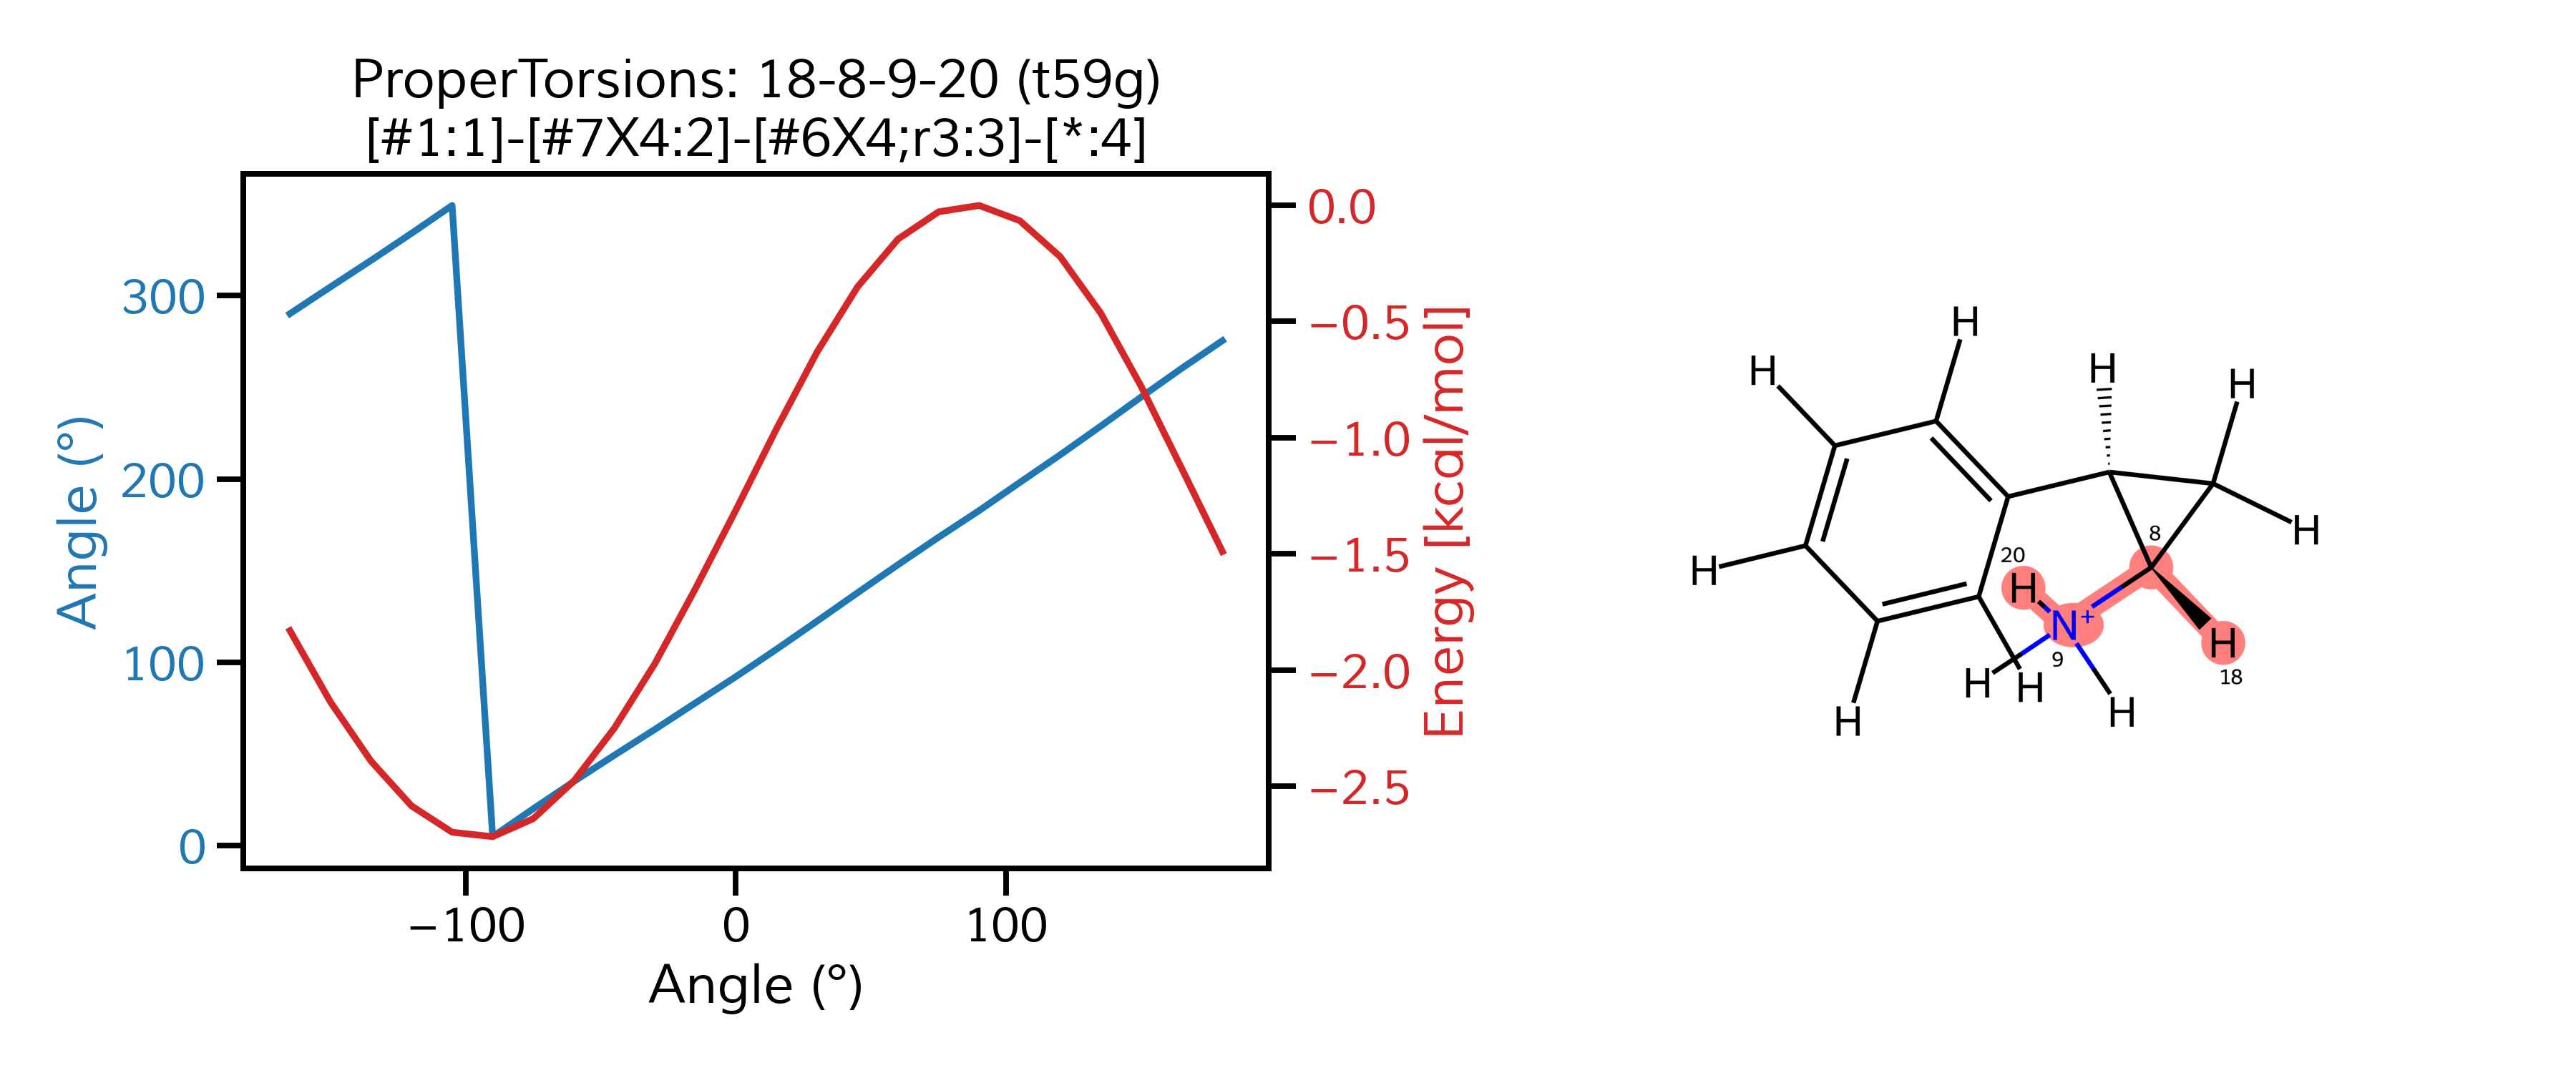 ProperTorsions: 18-8-9-20 (t59g)
[#1:1]-[#7X4:2]-[#6X4;r3:3]-[*:4]
Angle (°)
300
200
100
0
−100
0
100
Angle (°)
0.0
−0.5
−1.0
−1.5
−2.0
−2.5
Energy [kcal/mol]
H
H
H
H
H
H
H
8
20
H
N+
9
H
18
H
H
H
H